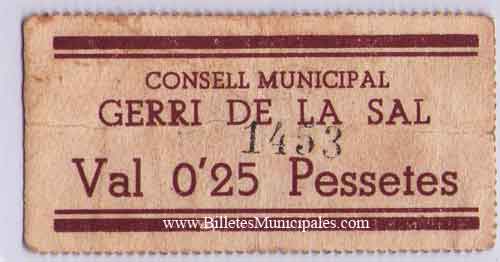 CONSELL MUNICIPAL
GERRI DE LA SAL
1453
Val 0'25 Pessetes
www.BilletesMunicipales.com